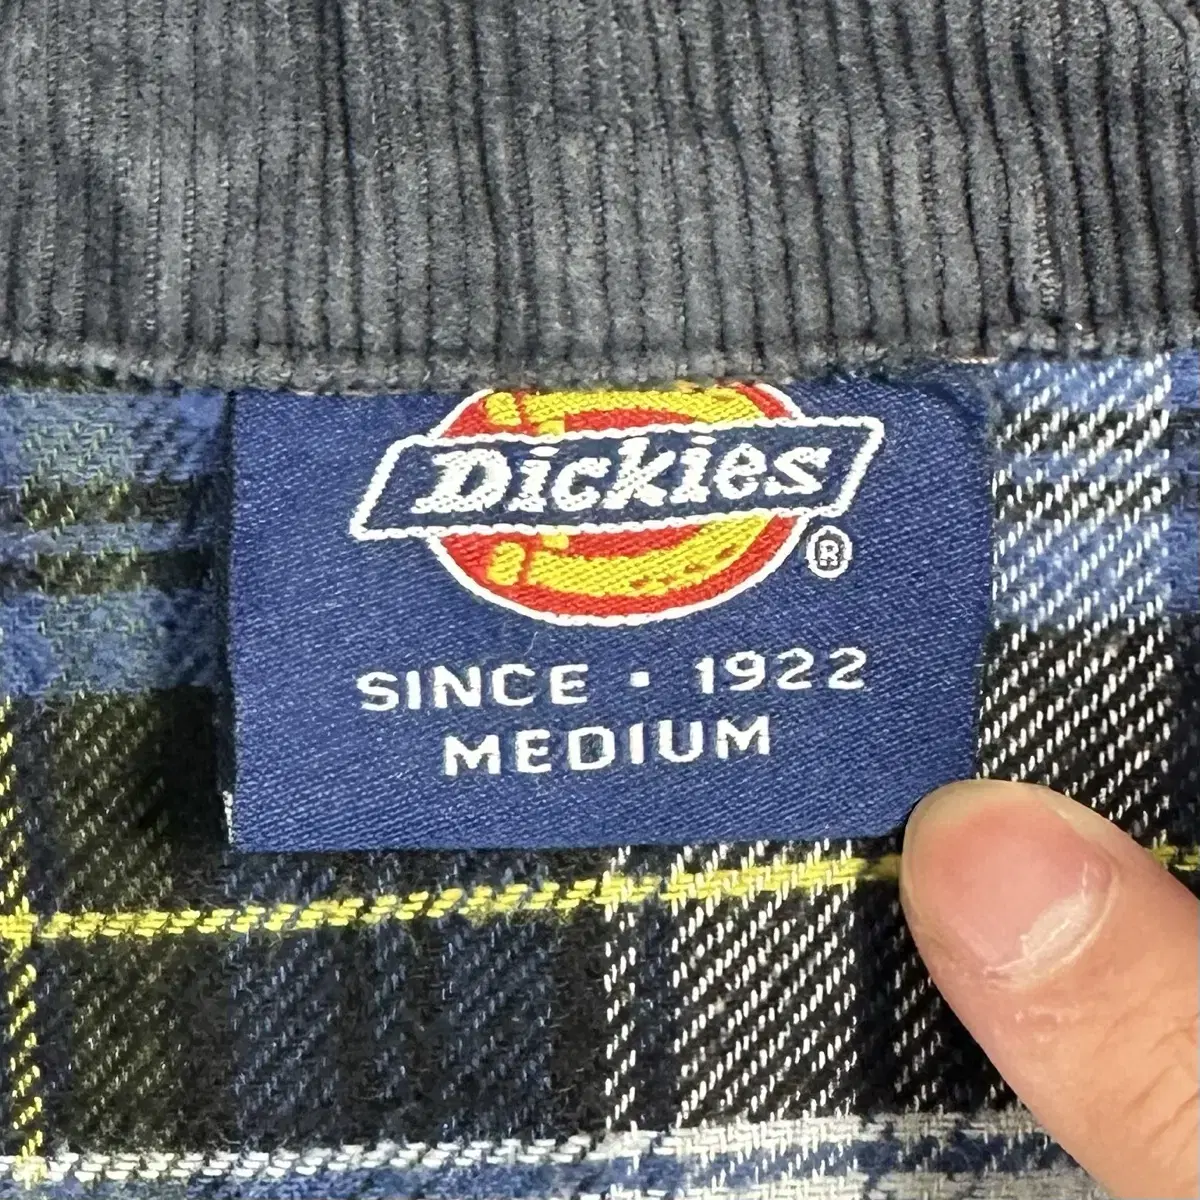 Dickies
®
SINCE · 1922
MEDIUM